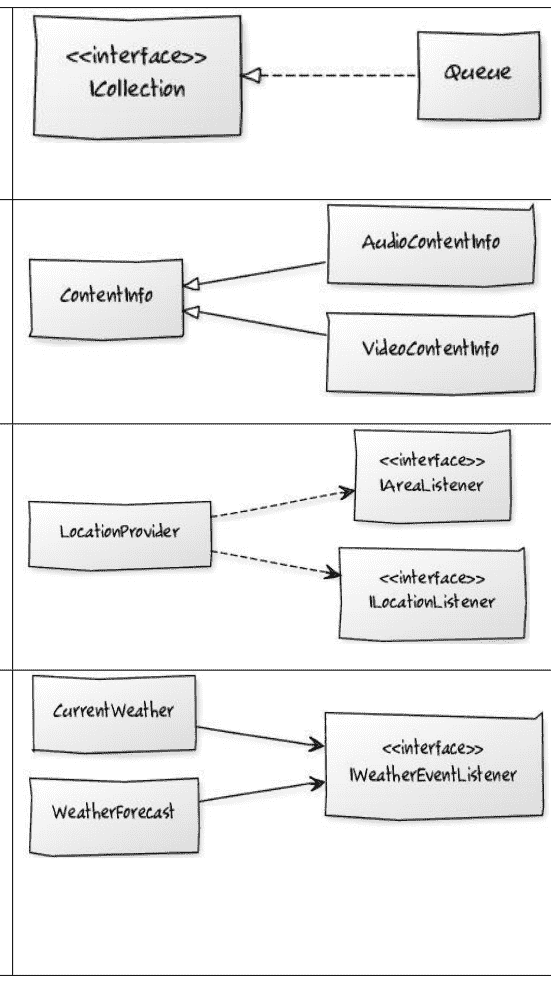 <<interface>>
ICollection
Queue
ContentInfo
AudioContentInfo
VideoContentInfo
LocationProvider
<<interface>>
IAreaListener
<<interface>>
ILocationListener
CurrentWeather
WeatherForecast
<<interface>>
IWeatherEventListener